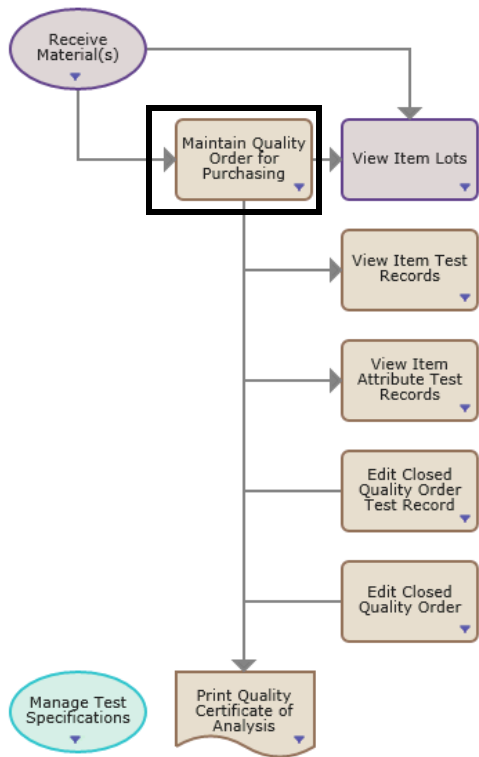 Receive
Material(s)
Maintain Quality
Order for
Purchasing
View Item Lots
View Item Test
Records
View Item
Attribute Test
Records
Edit Closed
Quality Order
Test Record
Edit Closed
Quality Order
Manage Test
Specifications
Print Quality
Certificate of
Analysis